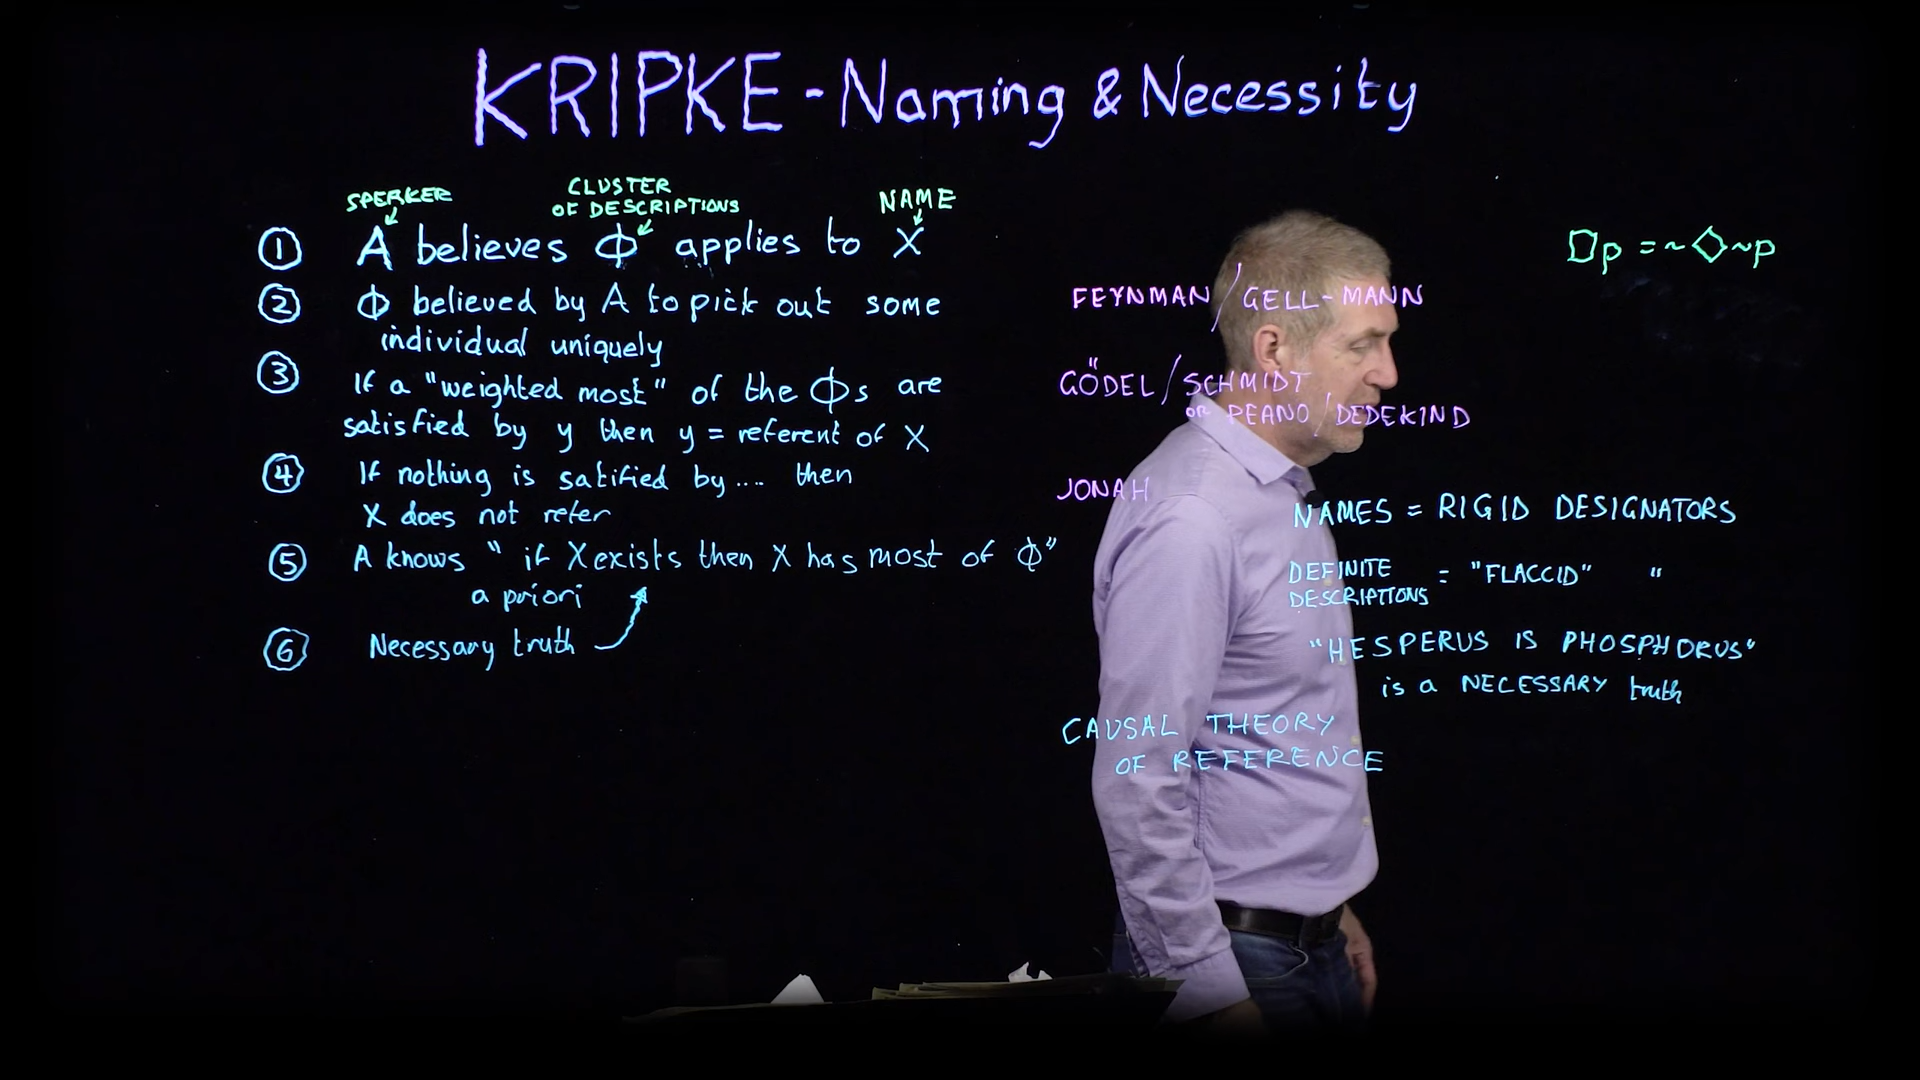 KRIPKE - Naming & Necessity
SPEAKER
CLUSTER
OF DESCRIPTIONS
NAME
① A believes Φ applies to X
② Φ believed by A to pick out some
individual uniquely
③ If a "weighted most" of the Φs are
satisfied by y then y = referent of X
④ If nothing is satified by .... then
X does not refer
⑤ A knows "if X exists then X has most of Φ"
a priori
⑥ Necessary truth
FEYNMAN / GELL-MANN
GÖDEL / SCHMIDT
OR PEANO / DEDEKIND
JONAH
□p = ~◇~p
NAMES = RIGID DESIGNATORS
DEFINITE
DESCRIPTIONS = "FLACCID" "
"HESPERUS IS PHOSPHORUS"
is a NECESSARY truth
CAUSAL THEORY
OF REFERENCE